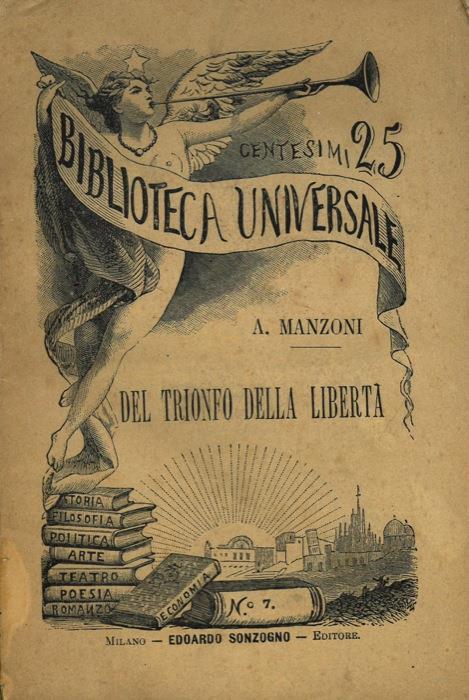 CENTESIMI 25
BIBLIOTECA UNIVERSALE
A. MANZONI
DEL TRIONFO DELLA LIBERTÀ
STORIA
FILOSOFIA
POLITICA
ARTE
TEATRO
POESIA
ROMANZO
ECONOMIA
N.o 7.
MILANO — EDOARDO SONZOGNO — EDITORE.